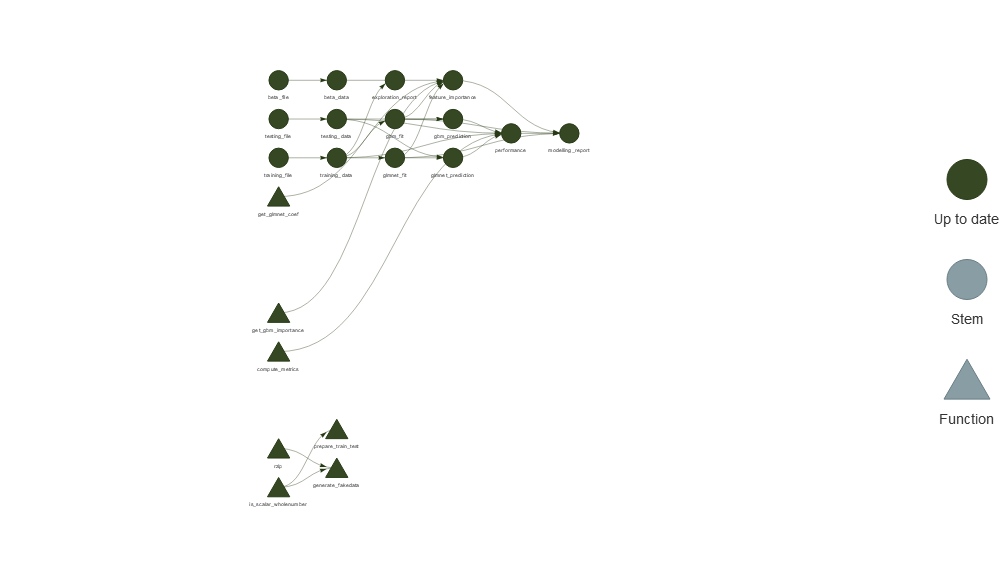 beta_file
beta_data
exploration_report
feature_importance
testing_file
testing_data
gbm_fit
gbm_prediction
performance
modelling_report
training_file
training_data
glmnet_fit
glmnet_prediction
get_glmnet_coef
get_gbm_importance
compute_metrics
prepare_train_test
generate_fakedata
is_scalar_wholenumber
Up to date
Stem
Function